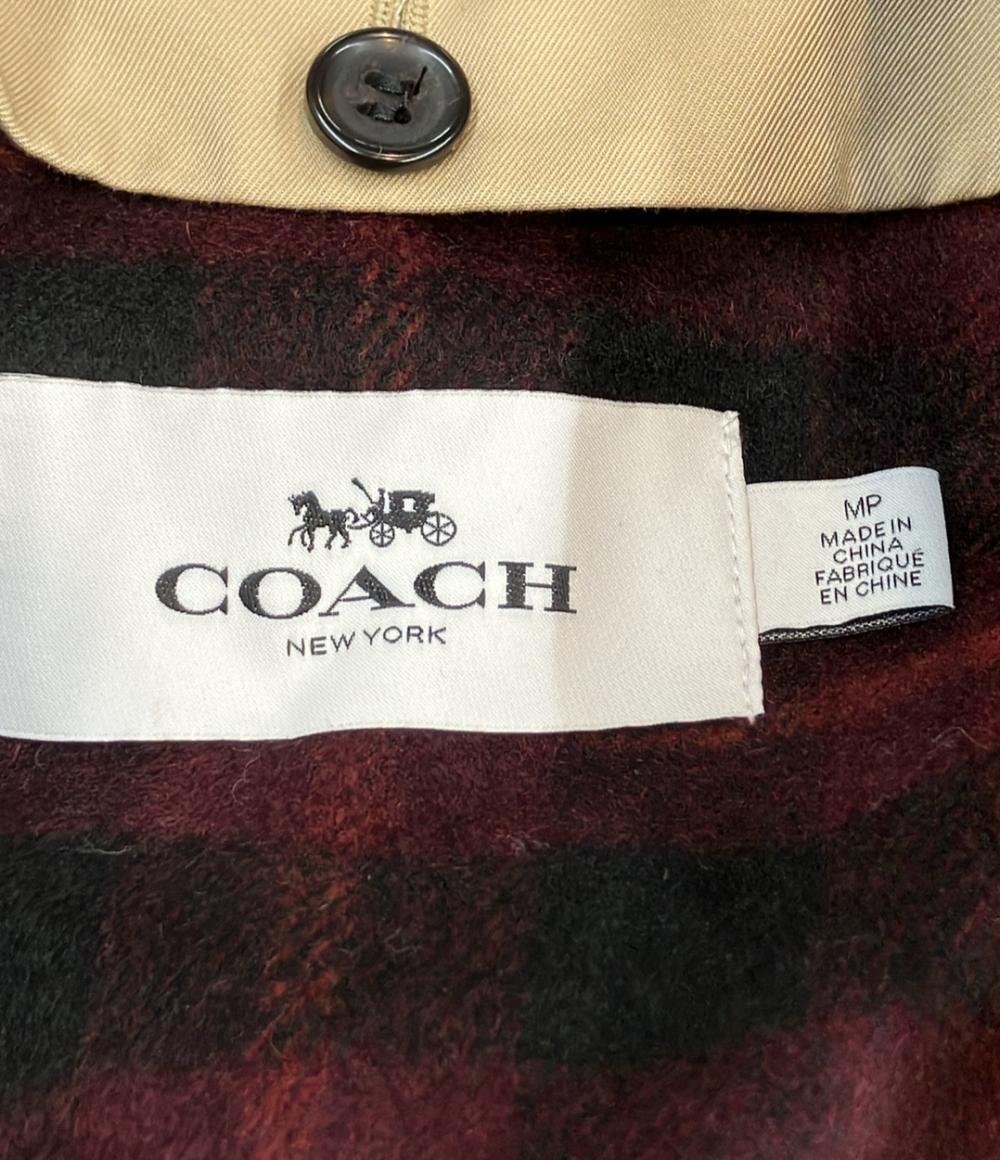 COACH
NEW YORK
MP
MADE IN
CHINA
FABRIQUÉ
EN CHINE